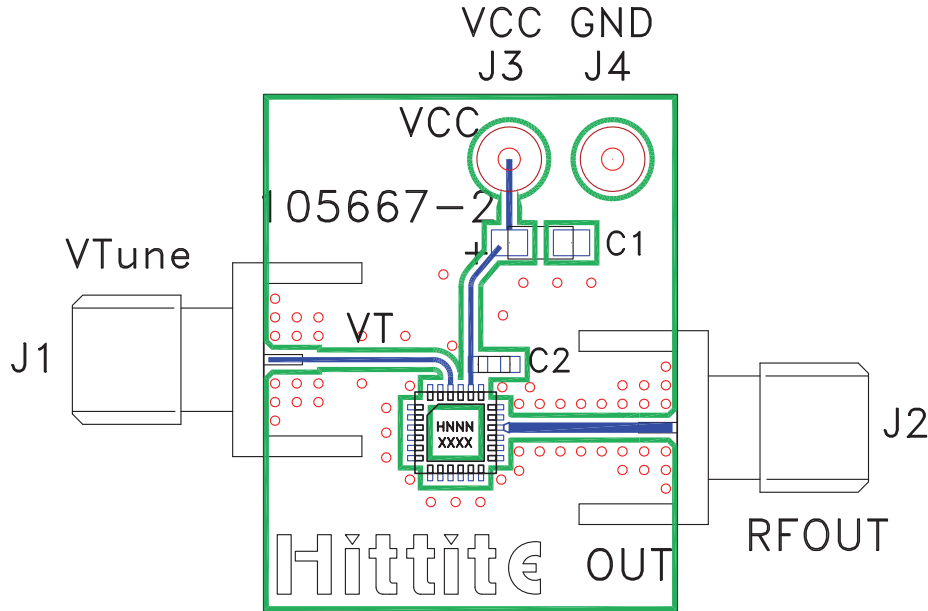 VCC GND
J3 J4
VCC
105667-2
+
C1
VTune
VT
J1
C2
HNNN
XXXX
J2
RFOUT
OUT
Hittite